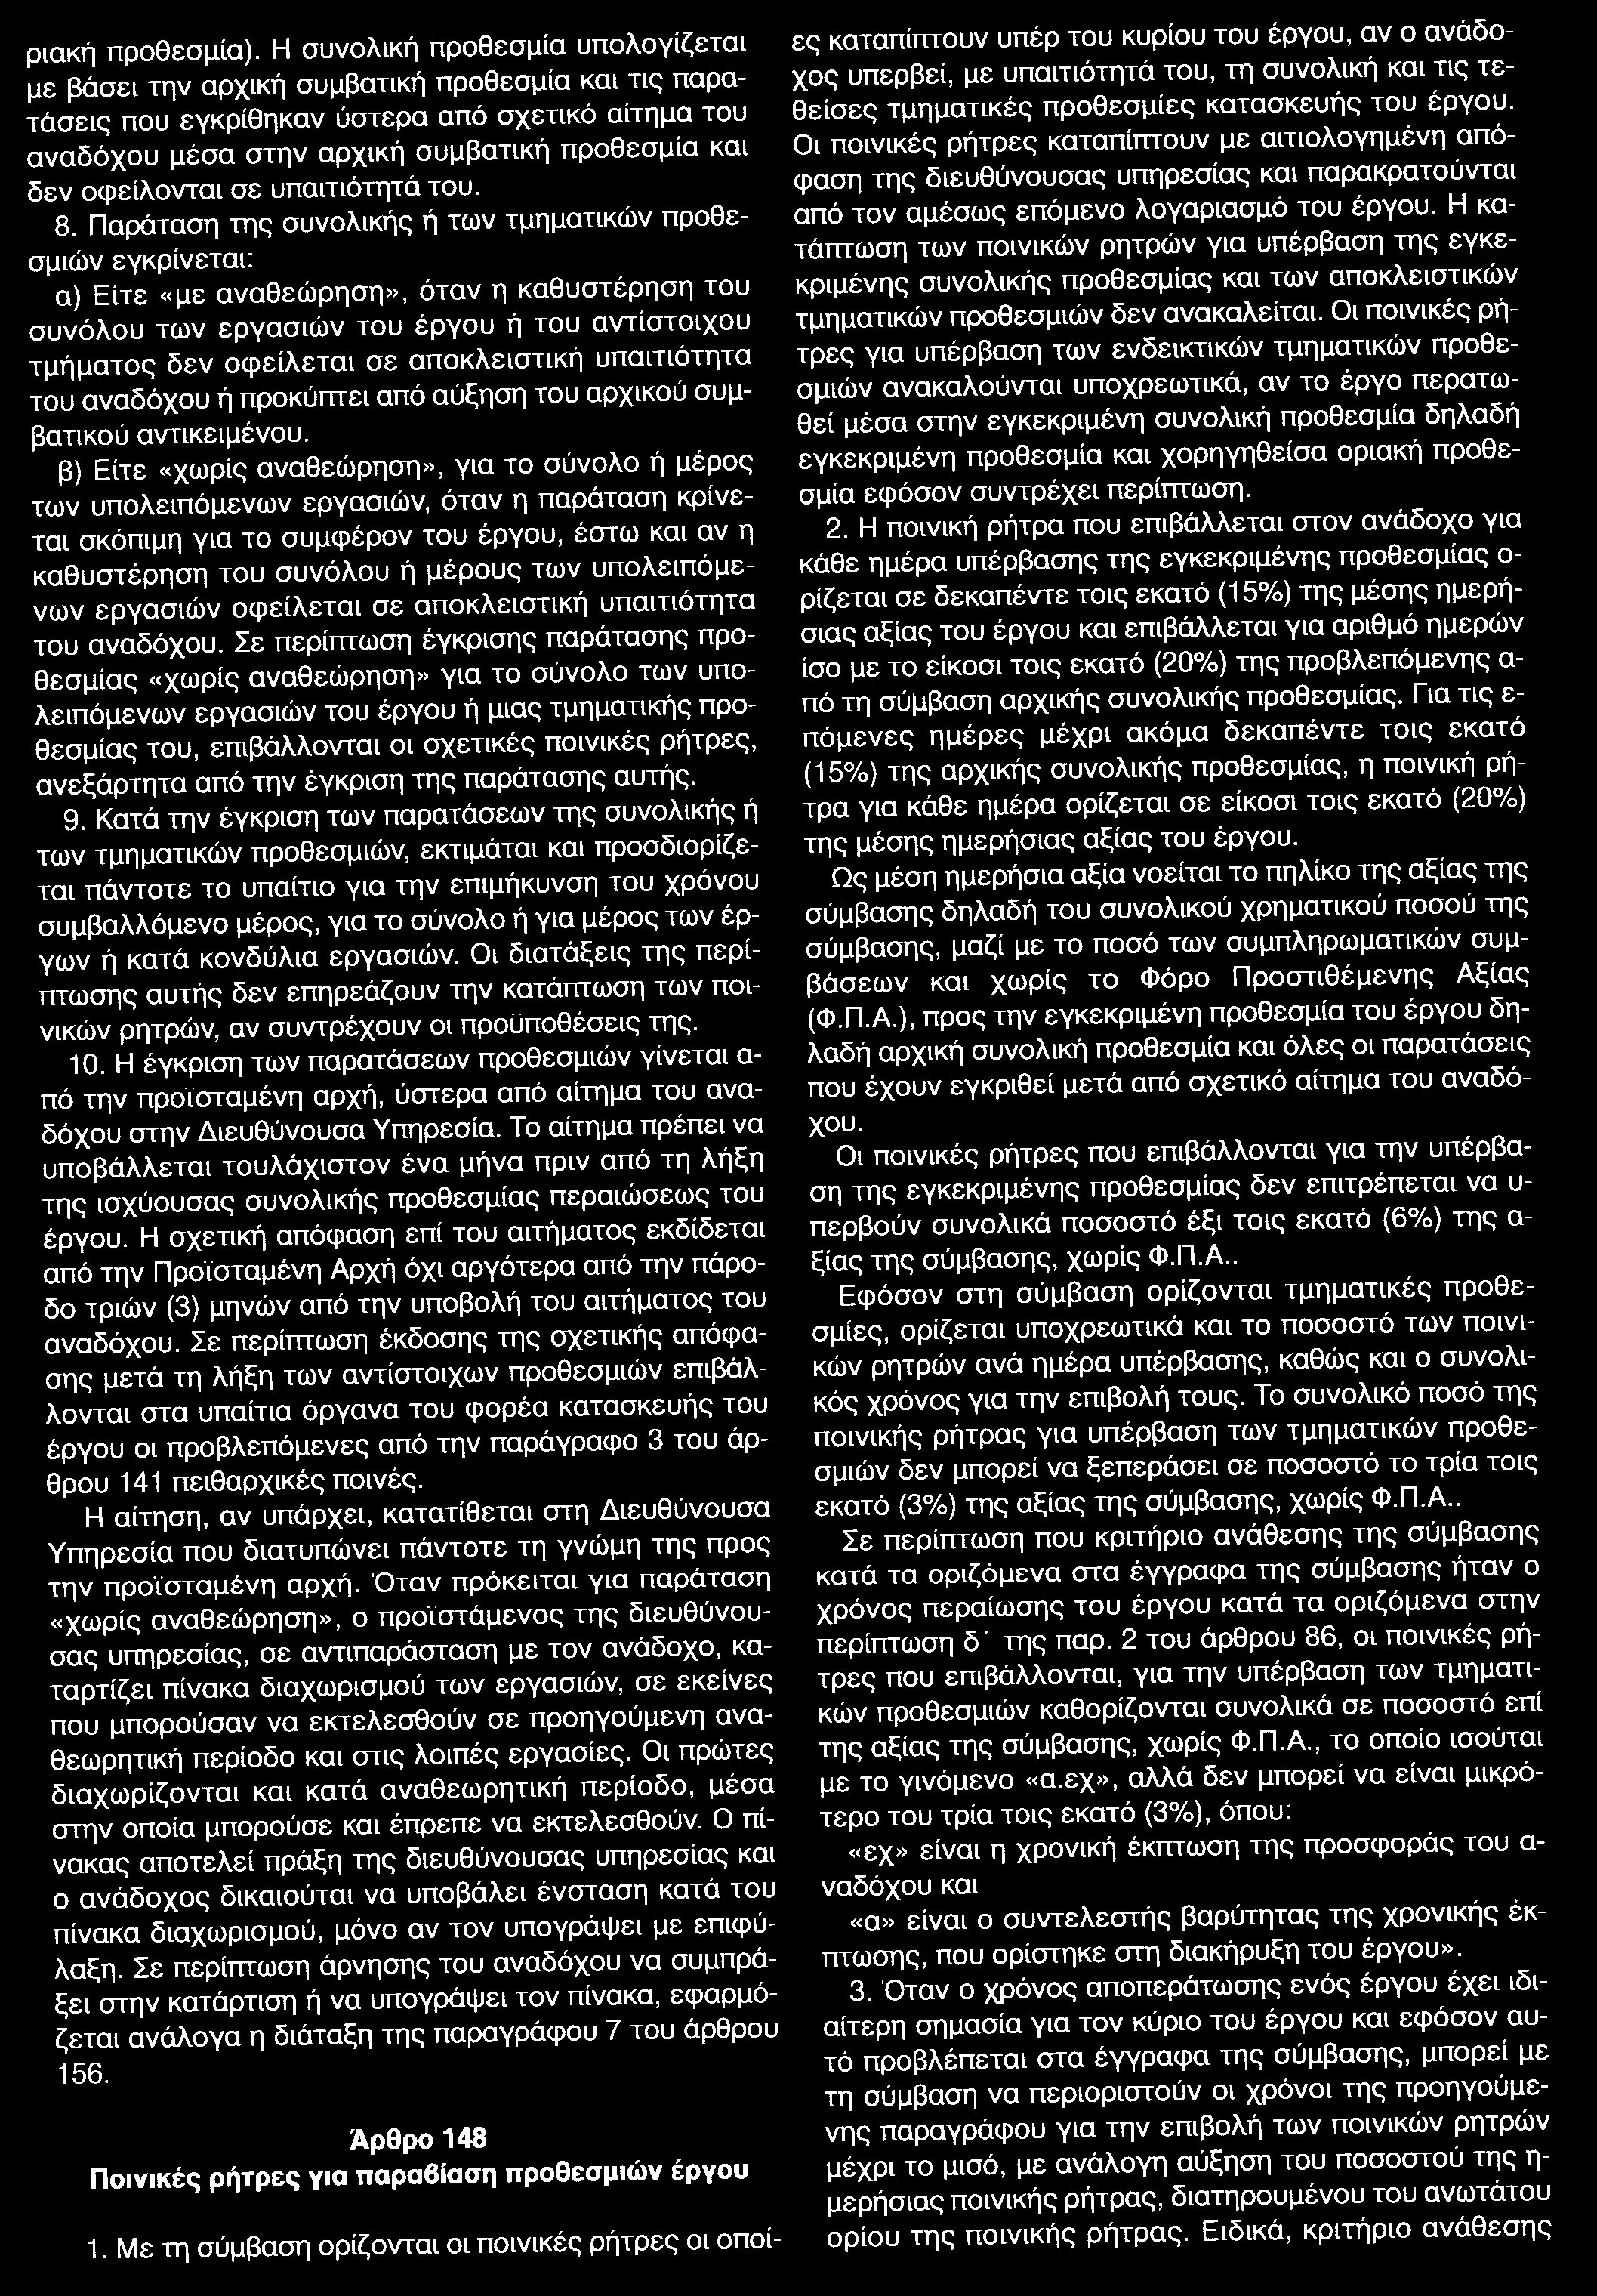 ριακή προθεσμία). Η συνολική προθεσμία υπολογίζεται
με βάσει την αρχική συμβατική προθεσμία και τις παρα-
τάσεις που εγκρίθηκαν ύστερα από σχετικό αίτημα του
αναδόχου μέσα στην αρχική συμβατική προθεσμία και
δεν οφείλονται σε υπαιτιότητά του.
8. Παράταση της συνολικής ή των τμηματικών προθε-
σμιών εγκρίνεται:
α) Είτε «με αναθεώρηση», όταν η καθυστέρηση του
συνόλου των εργασιών του έργου ή του αντίστοιχου
τμήματος δεν οφείλεται σε αποκλειστική υπαιτιότητα
του αναδόχου ή προκύπτει από αύξηση του αρχικού συμ-
βατικού αντικειμένου.
β) Είτε «χωρίς αναθεώρηση», για το σύνολο ή μέρος
των υπολειπόμενων εργασιών, όταν η παράταση κρίνε-
ται σκόπιμη για το συμφέρον του έργου, έστω και αν η
καθυστέρηση του συνόλου ή μέρους των υπολειπόμε-
νων εργασιών οφείλεται σε αποκλειστική υπαιτιότητα
του αναδόχου. Σε περίπτωση έγκρισης παράτασης προ-
θεσμίας «χωρίς αναθεώρηση» για το σύνολο των υπο-
λειπόμενων εργασιών του έργου ή μιας τμηματικής προ-
θεσμίας του, επιβάλλονται οι σχετικές ποινικές ρήτρες,
ανεξάρτητα από την έγκριση της παράτασης αυτής.
9. Κατά την έγκριση των παρατάσεων της συνολικής ή
των τμηματικών προθεσμιών, εκτιμάται και προσδιορίζε-
ται πάντοτε το υπαίτιο για την επιμήκυνση του χρόνου
συμβαλλόμενο μέρος, για το σύνολο ή για μέρος των έρ-
γων ή κατά κονδύλια εργασιών. Οι διατάξεις της περί-
πτωσης αυτής δεν επηρεάζουν την κατάπτωση των ποι-
νικών ρητρών, αν συντρέχουν οι προϋποθέσεις της.
10. Η έγκριση των παρατάσεων προθεσμιών γίνεται α-
πό την προϊσταμένη αρχή, ύστερα από αίτημα του ανα-
δόχου στην Διευθύνουσα Υπηρεσία. Το αίτημα πρέπει να
υποβάλλεται τουλάχιστον ένα μήνα πριν από τη λήξη
της ισχύουσας συνολικής προθεσμίας περαιώσεως του
έργου. Η σχετική απόφαση επί του αιτήματος εκδίδεται
από την Προϊσταμένη Αρχή όχι αργότερα από την πάρο-
δο τριών (3) μηνών από την υποβολή του αιτήματος του
αναδόχου. Σε περίπτωση έκδοσης της σχετικής απόφα-
σης μετά τη λήξη των αντίστοιχων προθεσμιών επιβάλ-
λονται στα υπαίτια όργανα του φορέα κατασκευής του
έργου οι προβλεπόμενες από την παράγραφο 3 του άρ-
θρου 141 πειθαρχικές ποινές.
Η αίτηση, αν υπάρχει, κατατίθεται στη Διευθύνουσα
Υπηρεσία που διατυπώνει πάντοτε τη γνώμη της προς
την προϊσταμένη αρχή. Όταν πρόκειται για παράταση
«χωρίς αναθεώρηση», ο προϊστάμενος της διευθύνου-
σας υπηρεσίας, σε αντιπαράσταση με τον ανάδοχο, κα-
ταρτίζει πίνακα διαχωρισμού των εργασιών, σε εκείνες
που μπορούσαν να εκτελεσθούν σε προηγούμενη ανα-
θεωρητική περίοδο και στις λοιπές εργασίες. Οι πρώτες
διαχωρίζονται και κατά αναθεωρητική περίοδο, μέσα
στην οποία μπορούσε και έπρεπε να εκτελεσθούν. Ο πί-
νακας αποτελεί πράξη της διευθύνουσας υπηρεσίας και
ο ανάδοχος δικαιούται να υποβάλει ένσταση κατά του
πίνακα διαχωρισμού, μόνο αν τον υπογράψει με επιφύ-
λαξη. Σε περίπτωση άρνησης του αναδόχου να συμπρά-
ξει στην κατάρτιση ή να υπογράψει τον πίνακα, εφαρμό-
ζεται ανάλογα η διάταξη της παραγράφου 7 του άρθρου
156.
Άρθρο 148
Ποινικές ρήτρες για παραβίαση προθεσμιών έργου
1. Με τη σύμβαση ορίζονται οι ποινικές ρήτρες οι οποί-
ες καταπίπτουν υπέρ του κυρίου του έργου, αν ο ανάδο-
χος υπερβεί, με υπαιτιότητά του, τη συνολική και τις τε-
θείσες τμηματικές προθεσμίες κατασκευής του έργου.
Οι ποινικές ρήτρες καταπίπτουν με αιτιολογημένη από-
φαση της διευθύνουσας υπηρεσίας και παρακρατούνται
από τον αμέσως επόμενο λογαριασμό του έργου. Η κα-
τάπτωση των ποινικών ρητρών για υπέρβαση της εγκε-
κριμένης συνολικής προθεσμίας και των αποκλειστικών
τμηματικών προθεσμιών δεν ανακαλείται. Οι ποινικές ρή-
τρες για υπέρβαση των ενδεικτικών τμηματικών προθε-
σμιών ανακαλούνται υποχρεωτικά, αν το έργο περατω-
θεί μέσα στην εγκεκριμένη συνολική προθεσμία δηλαδή
εγκεκριμένη προθεσμία και χορηγηθείσα οριακή προθε-
σμία εφόσον συντρέχει περίπτωση.
2. Η ποινική ρήτρα που επιβάλλεται στον ανάδοχο για
κάθε ημέρα υπέρβασης της εγκεκριμένης προθεσμίας ο-
ρίζεται σε δεκαπέντε τοις εκατό (15%) της μέσης ημερή-
σιας αξίας του έργου και επιβάλλεται για αριθμό ημερών
ίσο με το είκοσι τοις εκατό (20%) της προβλεπόμενης α-
πό τη σύμβαση αρχικής συνολικής προθεσμίας. Για τις ε-
πόμενες ημέρες μέχρι ακόμα δεκαπέντε τοις εκατό
(15%) της αρχικής συνολικής προθεσμίας, η ποινική ρή-
τρα για κάθε ημέρα ορίζεται σε είκοσι τοις εκατό (20%)
της μέσης ημερήσιας αξίας του έργου.
Ως μέση ημερήσια αξία νοείται το πηλίκο της αξίας της
σύμβασης δηλαδή του συνολικού χρηματικού ποσού της
σύμβασης, μαζί με το ποσό των συμπληρωματικών συμ-
βάσεων και χωρίς το Φόρο Προστιθέμενης Αξίας
(Φ.Π.Α.), προς την εγκεκριμένη προθεσμία του έργου δη-
λαδή αρχική συνολική προθεσμία και όλες οι παρατάσεις
που έχουν εγκριθεί μετά από σχετικό αίτημα του αναδό-
χου.
Οι ποινικές ρήτρες που επιβάλλονται για την υπέρβα-
ση της εγκεκριμένης προθεσμίας δεν επιτρέπεται να υ-
περβούν συνολικά ποσοστό έξι τοις εκατό (6%) της α-
ξίας της σύμβασης, χωρίς Φ.Π.Α..
Εφόσον στη σύμβαση ορίζονται τμηματικές προθε-
σμίες, ορίζεται υποχρεωτικά και το ποσοστό των ποινι-
κών ρητρών ανά ημέρα υπέρβασης, καθώς και ο συνολι-
κός χρόνος για την επιβολή τους. Το συνολικό ποσό της
ποινικής ρήτρας για υπέρβαση των τμηματικών προθε-
σμιών δεν μπορεί να ξεπεράσει σε ποσοστό το τρία τοις
εκατό (3%) της αξίας της σύμβασης, χωρίς Φ.Π.Α..
Σε περίπτωση που κριτήριο ανάθεσης της σύμβασης
κατά τα οριζόμενα στα έγγραφα της σύμβασης ήταν ο
χρόνος περαίωσης του έργου κατά τα οριζόμενα στην
περίπτωση δ΄ της παρ. 2 του άρθρου 86, οι ποινικές ρή-
τρες που επιβάλλονται, για την υπέρβαση των τμηματι-
κών προθεσμιών καθορίζονται συνολικά σε ποσοστό επί
της αξίας της σύμβασης, χωρίς Φ.Π.Α., το οποίο ισούται
με το γινόμενο «α.εχ», αλλά δεν μπορεί να είναι μικρό-
τερο του τρία τοις εκατό (3%), όπου:
«εχ» είναι η χρονική έκπτωση της προσφοράς του α-
ναδόχου και
«α» είναι ο συντελεστής βαρύτητας της χρονικής έκ-
πτωσης, που ορίστηκε στη διακήρυξη του έργου».
3. Όταν ο χρόνος αποπεράτωσης ενός έργου έχει ιδι-
αίτερη σημασία για τον κύριο του έργου και εφόσον αυ-
τό προβλέπεται στα έγγραφα της σύμβασης, μπορεί με
τη σύμβαση να περιοριστούν οι χρόνοι της προηγούμε-
νης παραγράφου για την επιβολή των ποινικών ρητρών
μέχρι το μισό, με ανάλογη αύξηση του ποσοστού της η-
μερήσιας ποινικής ρήτρας, διατηρουμένου του ανωτάτου
ορίου της ποινικής ρήτρας. Ειδικά, κριτήριο ανάθεσης